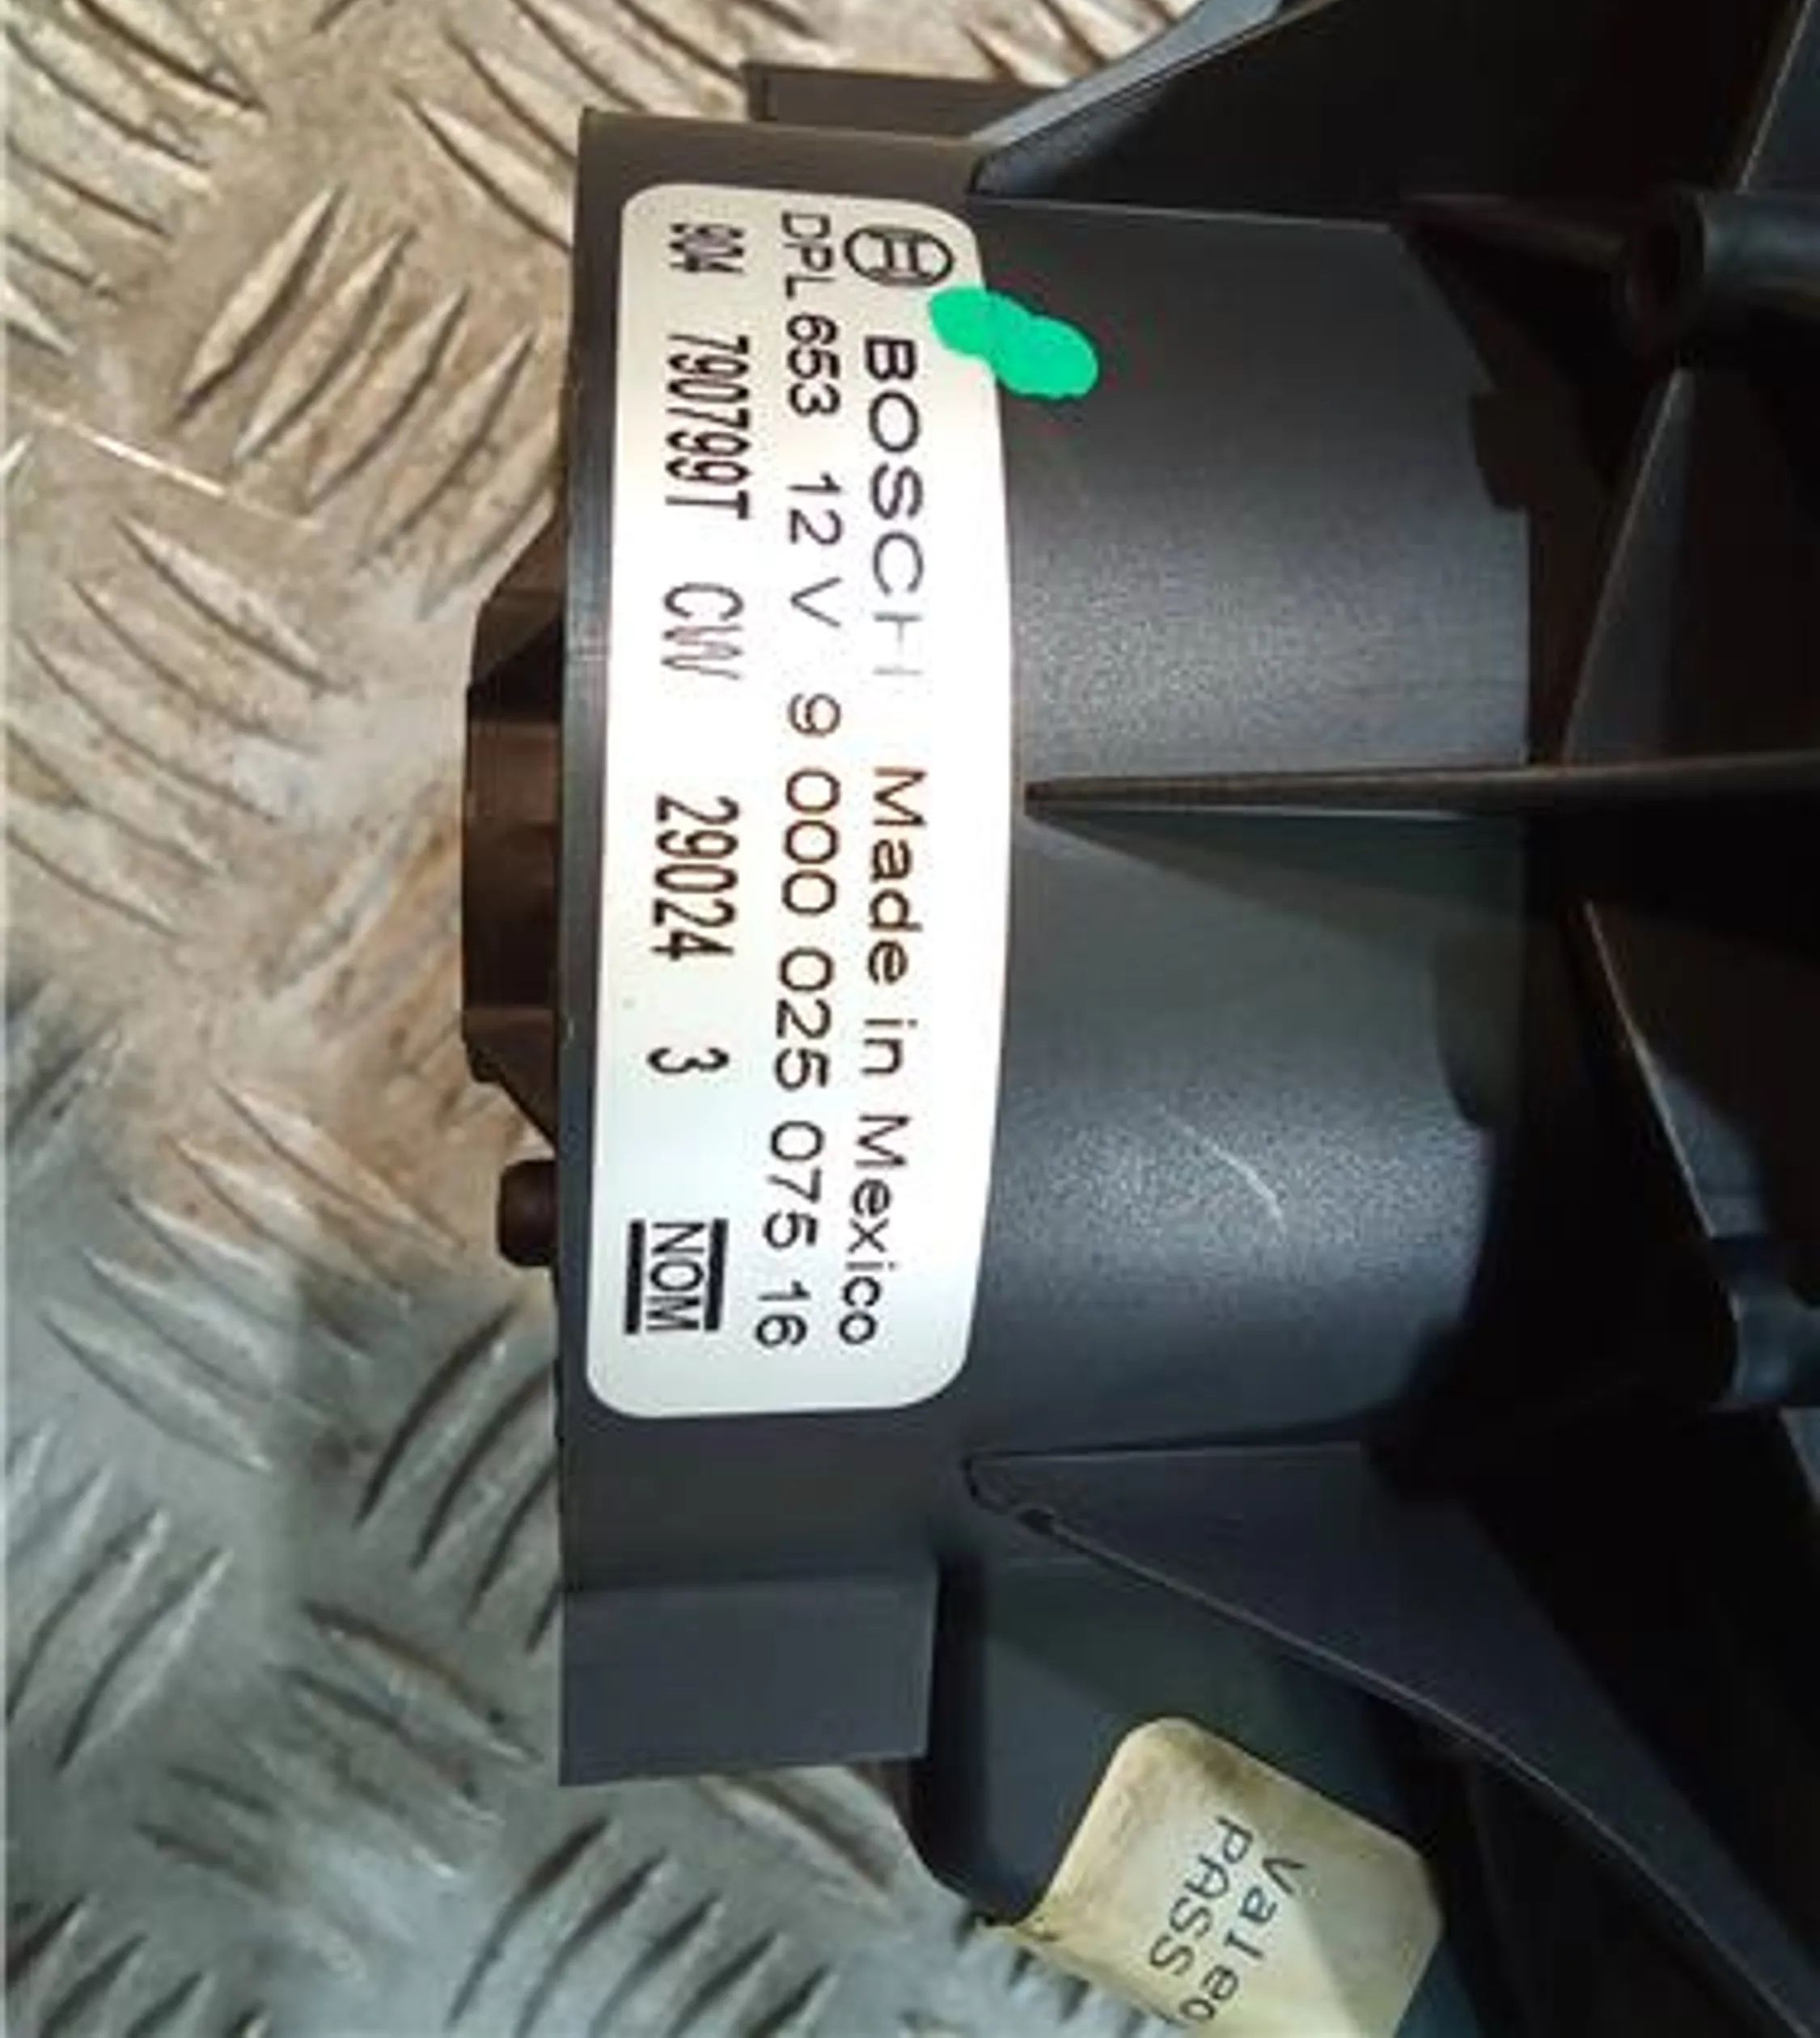 BOSCH Made in Mexico
DPL 653 12 V 9 000 025 075 16
904 790799T CW 29024 3 NOM
Valeo
PASS